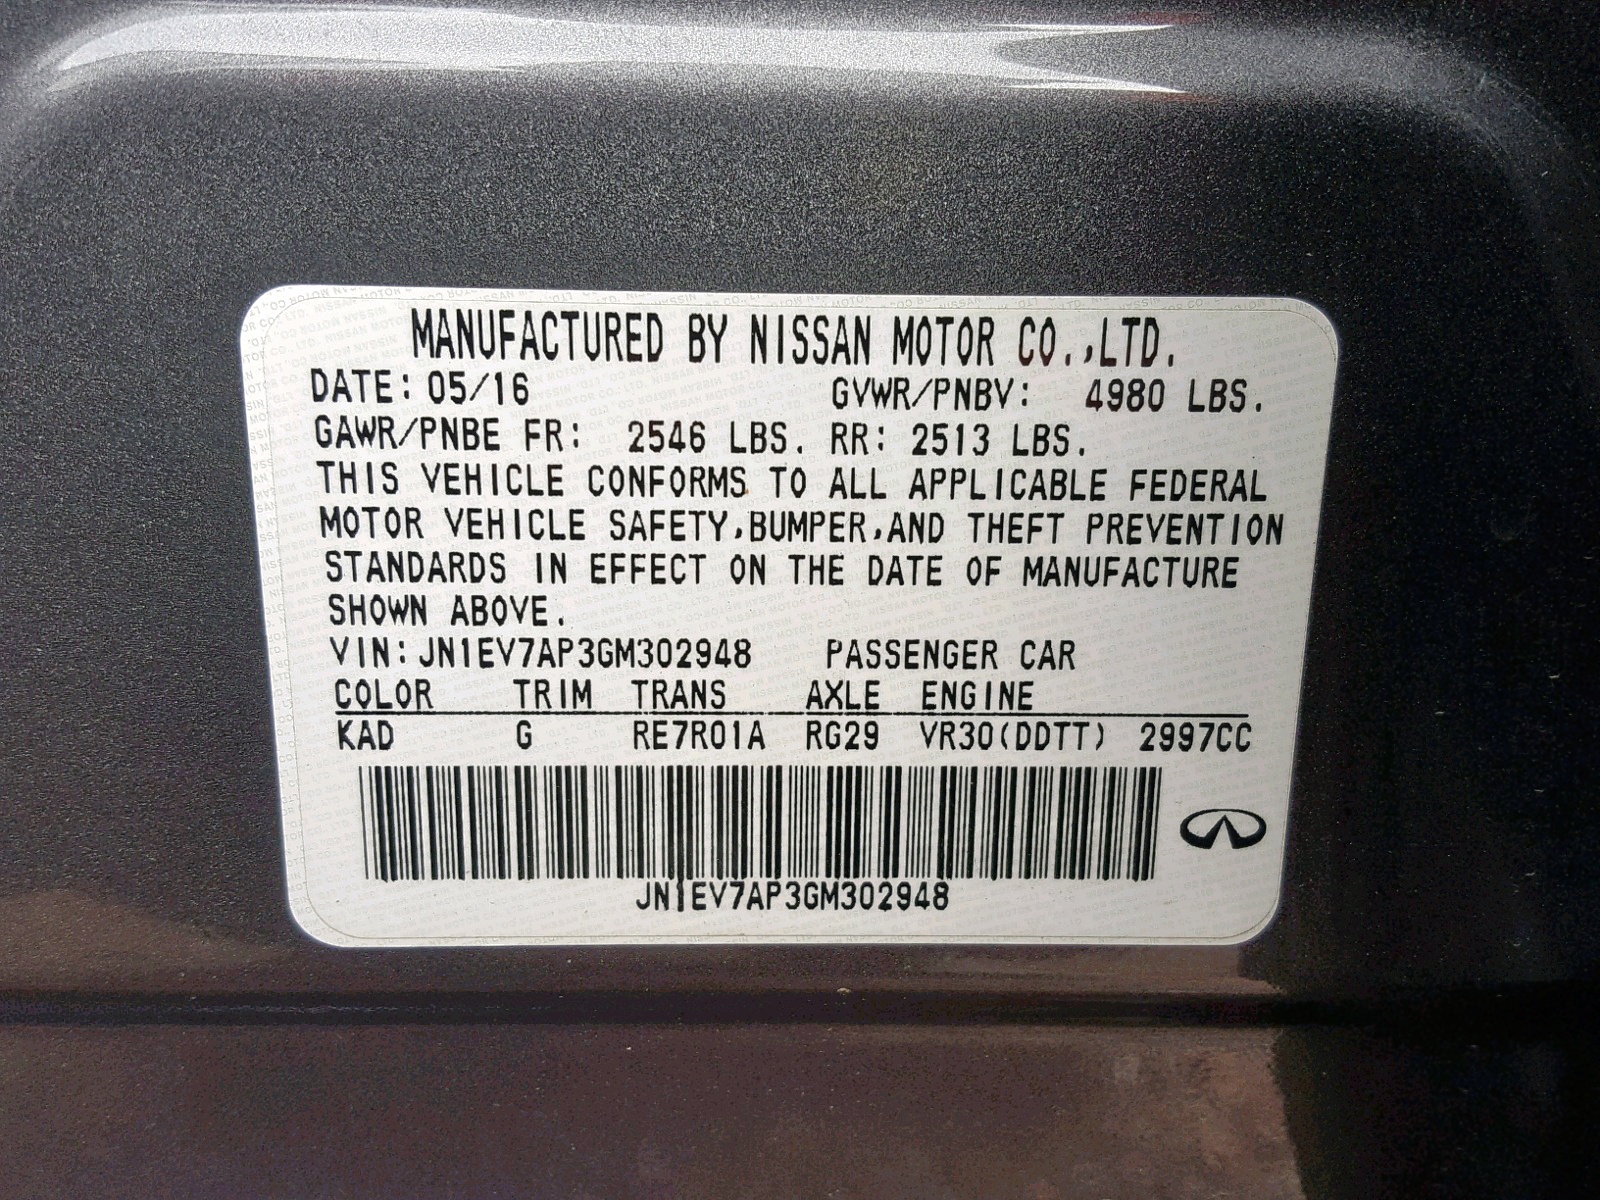 MANUFACTURED BY NISSAN MOTOR CO.,LTD.
DATE: 05/16 GVWR/PNBV: 4980 LBS.
GAWR/PNBE FR: 2546 LBS. RR: 2513 LBS.
THIS VEHICLE CONFORMS TO ALL APPLICABLE FEDERAL
MOTOR VEHICLE SAFETY,BUMPER,AND THEFT PREVENTION
STANDARDS IN EFFECT ON THE DATE OF MANUFACTURE
SHOWN ABOVE.
VIN:JN1EV7AP3GM302948 PASSENGER CAR
COLOR TRIM TRANS AXLE ENGINE
KAD G RE7R01A RG29 VR30(DDTT) 2997CC
JN1EV7AP3GM302948